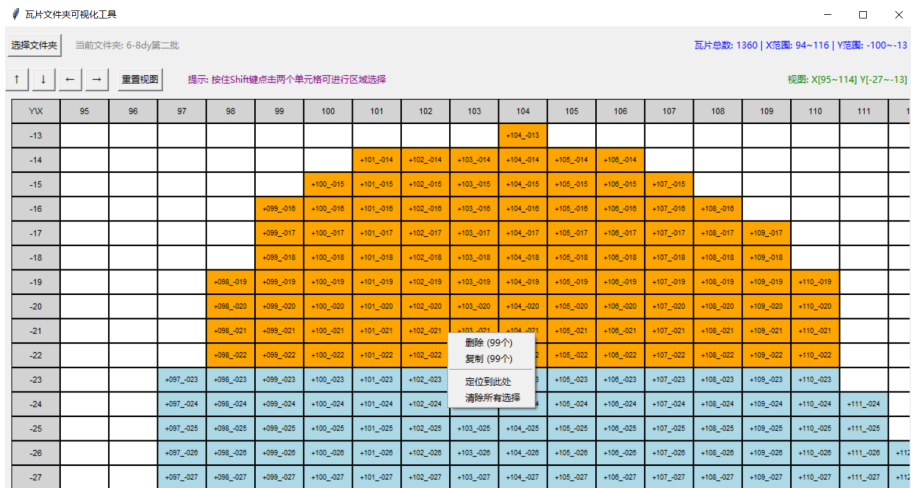 瓦片文件夹可视化工具
选择文件夹 当前文件夹: 6-8dy第二批 瓦片总数: 1360 | X范围: 94~116 | Y范围: -100~-13
↑ ↓ ← → 重置视图 提示: 按住Shift键点击两个单元格可进行区域选择 视图: X[95~114] Y[-27~-13]
Y\X 95 96 97 98 99 100 101 102 103 104 105 106 107 108 109 110 111
-13 +104_-013
-14 +101_-014 +102_-014 +103_-014 +104_-014 +105_-014 +106_-014
-15 +100_-015 +101_-015 +102_-015 +103_-015 +104_-015 +105_-015 +106_-015 +107_-015
-16 +099_-016 +100_-016 +101_-016 +102_-016 +103_-016 +104_-016 +105_-016 +106_-016 +107_-016 +108_-016
-17 +099_-017 +100_-017 +101_-017 +102_-017 +103_-017 +104_-017 +105_-017 +106_-017 +107_-017 +108_-017 +109_-017
-18 +099_-018 +100_-018 +101_-018 +102_-018 +103_-018 +104_-018 +105_-018 +106_-018 +107_-018 +108_-018 +109_-018
-19 +098_-019 +099_-019 +100_-019 +101_-019 +102_-019 +103_-019 +104_-019 +105_-019 +106_-019 +107_-019 +108_-019 +109_-019 +110_-019
-20 +098_-020 +099_-020 +100_-020 +101_-020 +102_-020 +103_-020 +104_-020 +105_-020 +106_-020 +107_-020 +108_-020 +109_-020 +110_-020
-21 +098_-021 +099_-021 +100_-021 +101_-021 +102_-021 +103_-021 +104_-021 +105_-021 +106_-021 +107_-021 +108_-021 +109_-021 +110_-021
删除 (99个)
-22 +098_-022 +099_-022 +100_-022 +101_-022 +102_-022 +105_-022 +106_-022 +107_-022 +108_-022 +109_-022 +110_-022
复制 (99个)
-23 +097_-023 +098_-023 +099_-023 +100_-023 +101_-023 +102_-023 +105_-023 +106_-023 +107_-023 +108_-023 +109_-023 +110_-023
定位到此处
-24 +097_-024 +098_-024 +099_-024 +100_-024 +101_-024 +102_-024 +105_-024 +106_-024 +107_-024 +108_-024 +109_-024 +110_-024 +111_-024
清除所有选择
-25 +097_-025 +098_-025 +099_-025 +100_-025 +101_-025 +102_-025 +103_-025 +104_-025 +105_-025 +106_-025 +107_-025 +108_-025 +109_-025 +110_-025 +111_-025
-26 +097_-026 +098_-026 +099_-026 +100_-026 +101_-026 +102_-026 +103_-026 +104_-026 +105_-026 +106_-026 +107_-026 +108_-026 +109_-026 +110_-026 +111_-026
-27 +097_-027 +098_-027 +099_-027 +100_-027 +101_-027 +102_-027 +103_-027 +104_-027 +105_-027 +106_-027 +107_-027 +108_-027 +109_-027 +110_-027 +111_-027